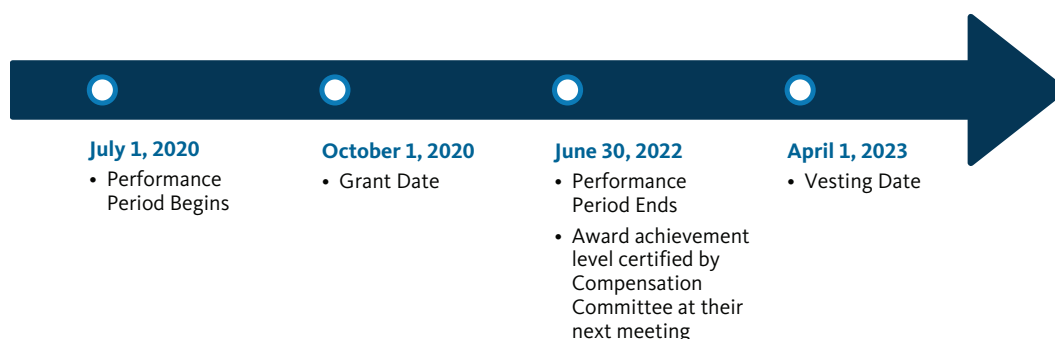 July 1, 2020
• Performance
Period Begins
October 1, 2020
• Grant Date
June 30, 2022
• Performance
Period Ends
• Award achievement
level certified by
Compensation
Committee at their
next meeting
April 1, 2023
• Vesting Date